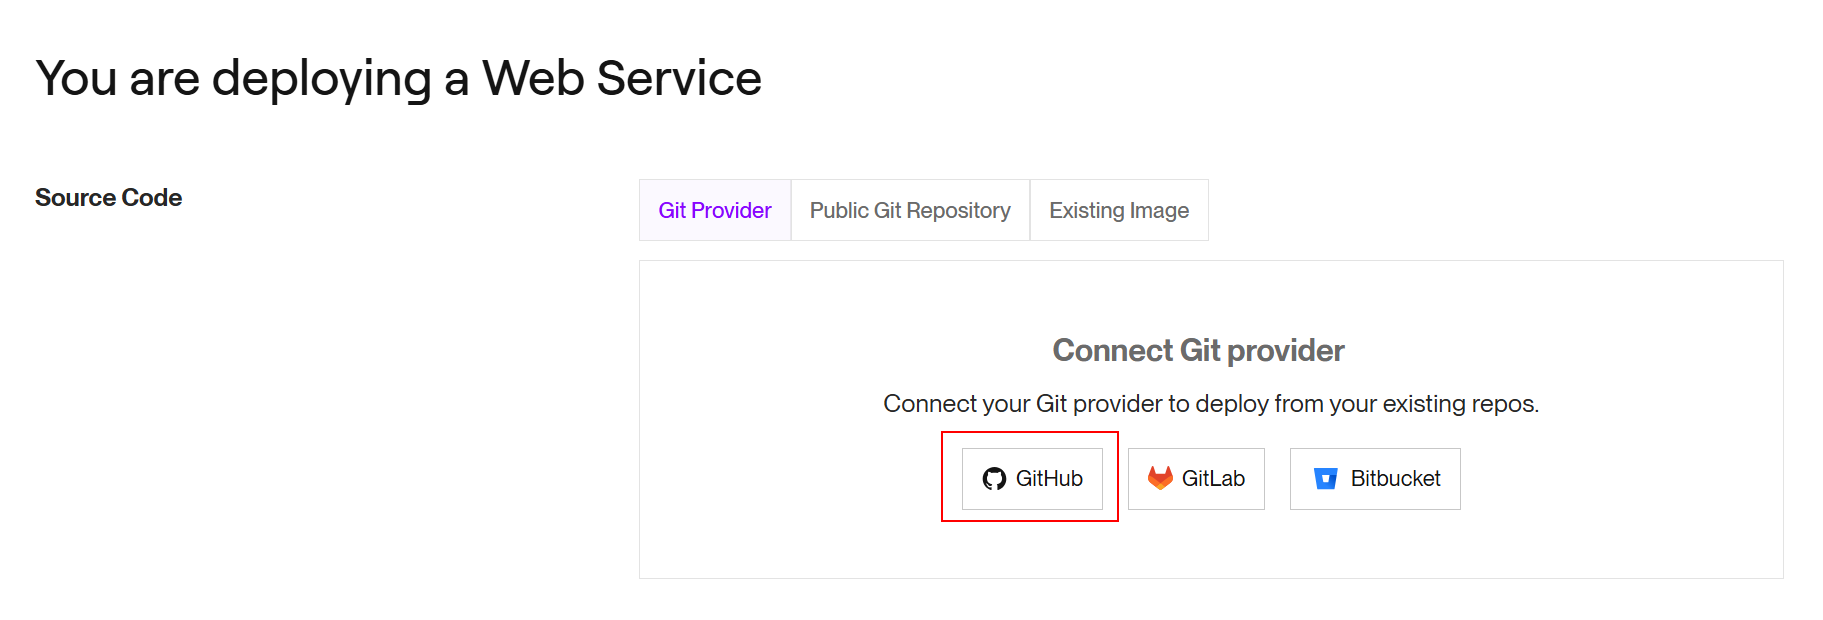 You are deploying a Web Service
Source Code
Git Provider
Public Git Repository
Existing Image
Connect Git provider
Connect your Git provider to deploy from your existing repos.
GitHub
GitLab
Bitbucket